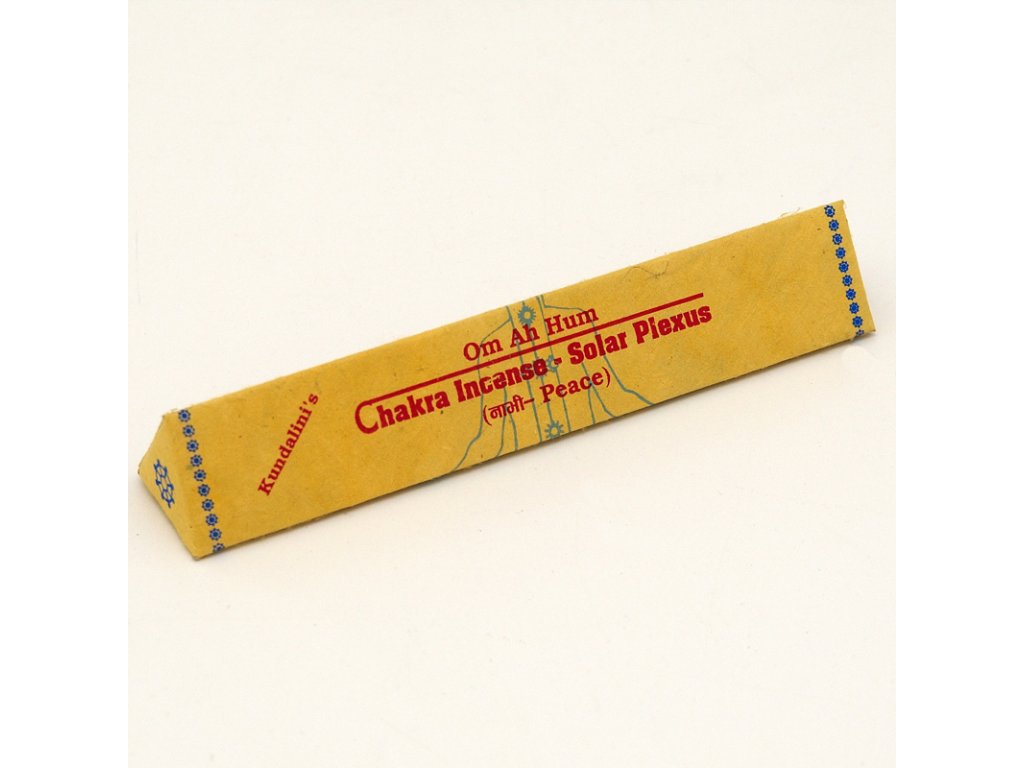 Kundalini's
Om Ah Hum
Chakra Incense - Solar Plexus
(नाभी– Peace)